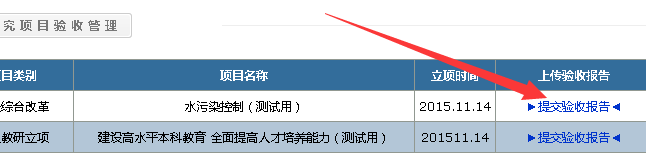 究项目验收管理
项目类别 项目名称 立项时间 上传验收报告
综合改革 水污染控制（测试用） 2015.11.14 ▶提交验收报告◀
教研立项 建设高水平本科教育 全面提高人才培养能力（测试用） 201511.14 ▶提交验收报告◀